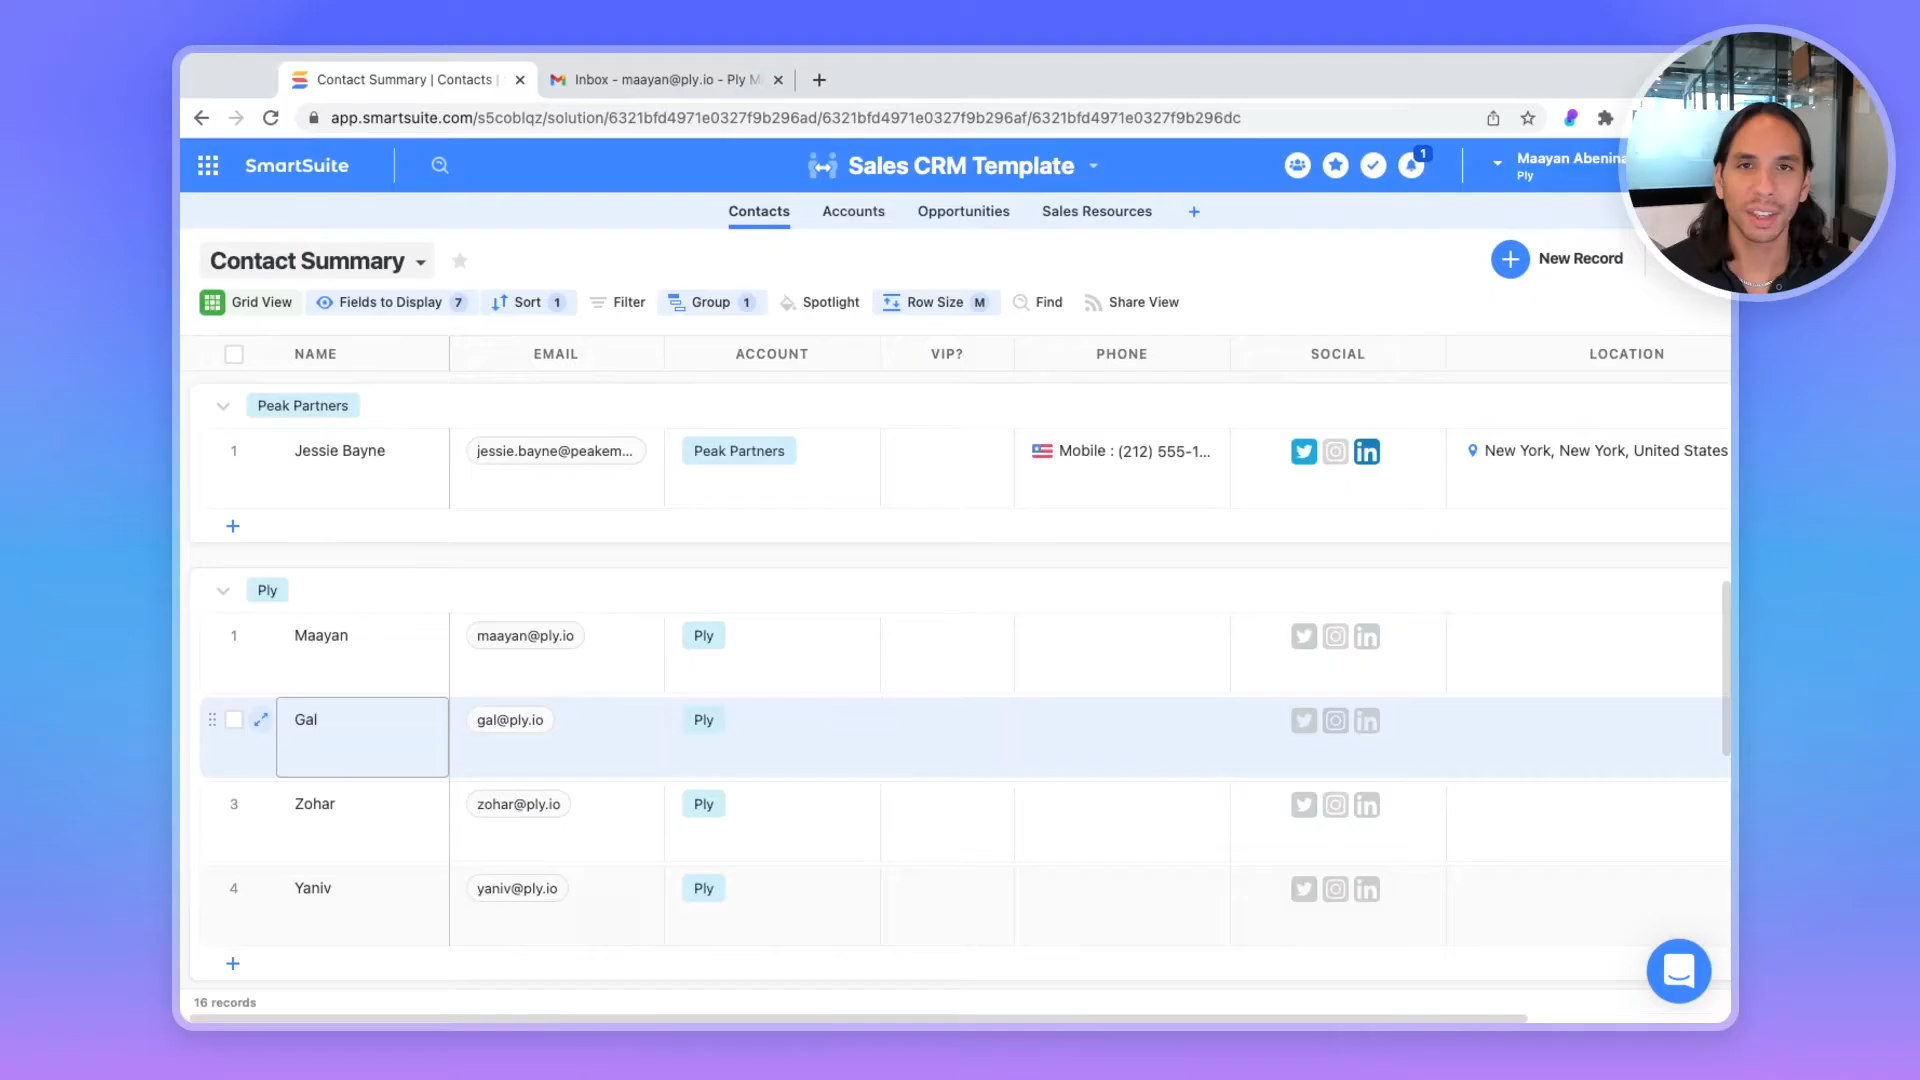 Contact Summary | Contacts |
Inbox - maayan@ply.io - Ply M
app.smartsuite.com/s5coblqz/solution/6321bfd4971e0327f9b296ad/6321bfd4971e0327f9b296af/6321bfd4971e0327f9b296dc
SmartSuite
Sales CRM Template
1
Maayan Abenina
Ply
Contacts Accounts Opportunities Sales Resources
Contact Summary
New Record
Grid View Fields to Display 7 Sort 1 Filter Group 1 Spotlight Row Size M Find Share View
NAME EMAIL ACCOUNT VIP? PHONE SOCIAL LOCATION
Peak Partners
1 Jessie Bayne jessie.bayne@peakem... Peak Partners Mobile : (212) 555-1... New York, New York, United States
Ply
1 Maayan maayan@ply.io Ply
Gal gal@ply.io Ply
3 Zohar zohar@ply.io Ply
4 Yaniv yaniv@ply.io Ply
16 records